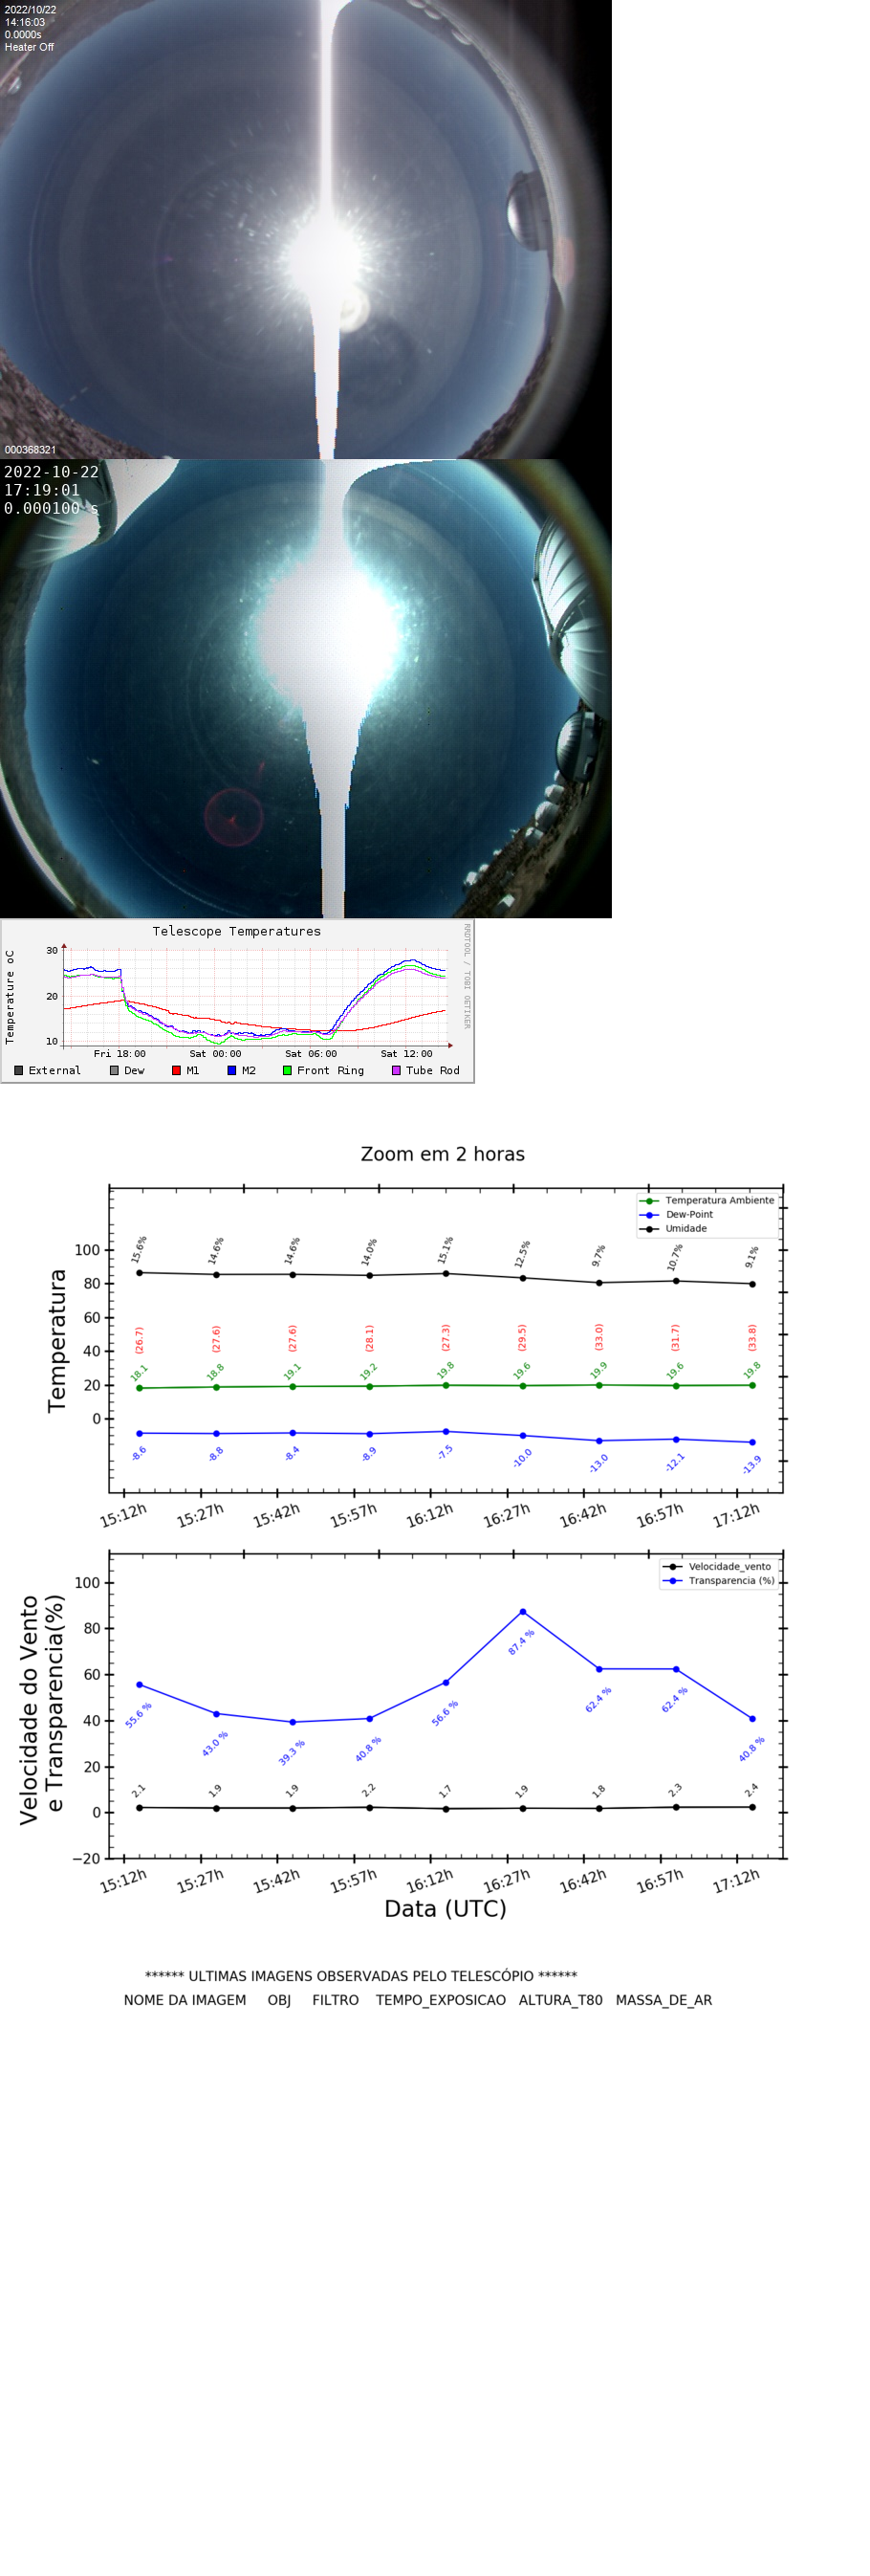 2022/10/22
14:16:03
0.0000s
Heater Off
000368321
2022-10-22
17:19:01
0.000100 s
Telescope Temperatures
RRDTOOL / TOBI OETIKER
Temperature oC
30
20
10
Fri 18:00 Sat 00:00 Sat 06:00 Sat 12:00
External Dew M1 M2 Front Ring Tube Rod
Zoom em 2 horas
Temperatura
Temperatura Ambiente
Dew-Point
Umidade
100
80
60
40
20
0
15.6% 14.6% 14.6% 14.0% 15.1% 12.5% 9.7% 10.7% 9.1%
(26.7) (27.6) (27.6) (28.1) (27.3) (29.5) (33.0) (31.7) (33.8)
18.1 18.8 19.1 19.2 19.8 19.6 19.9 19.6 19.8
-8.6 -8.8 -8.4 -8.9 -7.5 -10.0 -13.0 -12.1 -13.9
15:12h 15:27h 15:42h 15:57h 16:12h 16:27h 16:42h 16:57h 17:12h
Velocidade do Vento
e Transparencia(%)
Velocidade_vento
Transparencia (%)
100
80
60
40
20
0
−20
55.6 % 43.0 % 39.3 % 40.8 % 56.6 % 87.4 % 62.4 % 62.4 % 40.8 %
2.1 1.9 1.9 2.2 1.7 1.9 1.8 2.3 2.4
15:12h 15:27h 15:42h 15:57h 16:12h 16:27h 16:42h 16:57h 17:12h
Data (UTC)
****** ULTIMAS IMAGENS OBSERVADAS PELO TELESCÓPIO ******
NOME DA IMAGEM OBJ FILTRO TEMPO_EXPOSICAO ALTURA_T80 MASSA_DE_AR